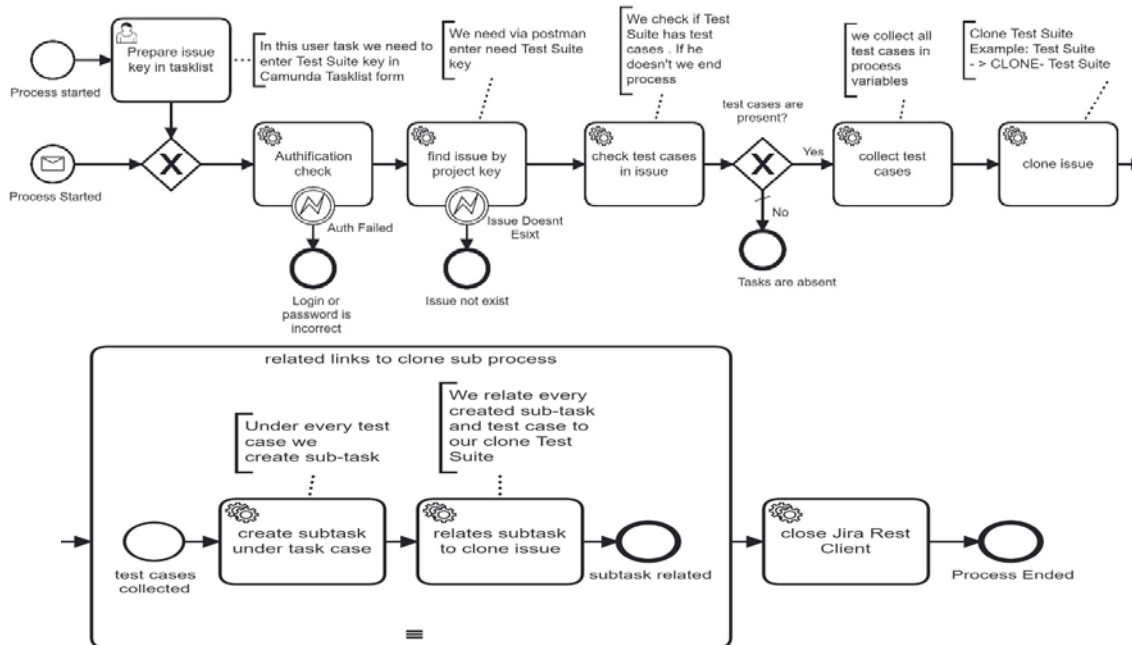 Process started
Prepare issue
key in tasklist
In this user task we need to
enter Test Suite key in
Camunda Tasklist form
We need via postman
enter need Test Suite
key
We check if Test
Suite has test
cases . If he
doesn't we end
process
we collect all
test cases in
process
variables
Clone Test Suite
Example: Test Suite
- > CLONE- Test Suite
Process Started
X
Authification
check
Auth Failed
Login or
password is
incorrect
find issue by
project key
Issue Doesnt
Esixt
Issue not exist
check test cases
in issue
test cases are
present?
X
Yes
No
Tasks are absent
collect test
cases
clone issue
related links to clone sub process
Under every test
case we
create sub-task
We relate every
created sub-task
and test case to
our clone Test
Suite
test cases
collected
create subtask
under task case
relates subtask
to clone issue
subtask related
close Jira Rest
Client
Process Ended